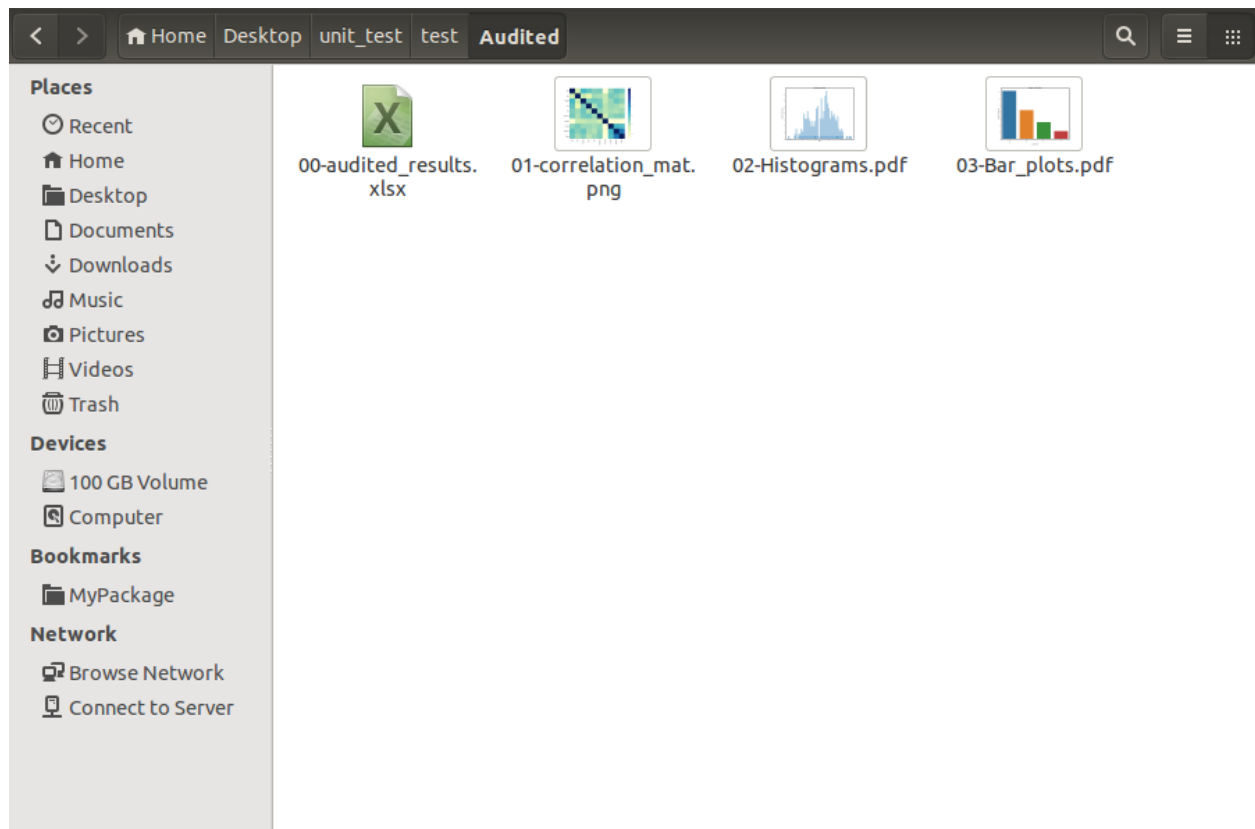 Home Desktop unit_test test Audited
Places
Recent
Home
Desktop
Documents
Downloads
Music
Pictures
Videos
Trash
Devices
100 GB Volume
Computer
Bookmarks
MyPackage
Network
Browse Network
Connect to Server
00-audited_results.
xlsx
01-correlation_mat.
png
02-Histograms.pdf
03-Bar_plots.pdf